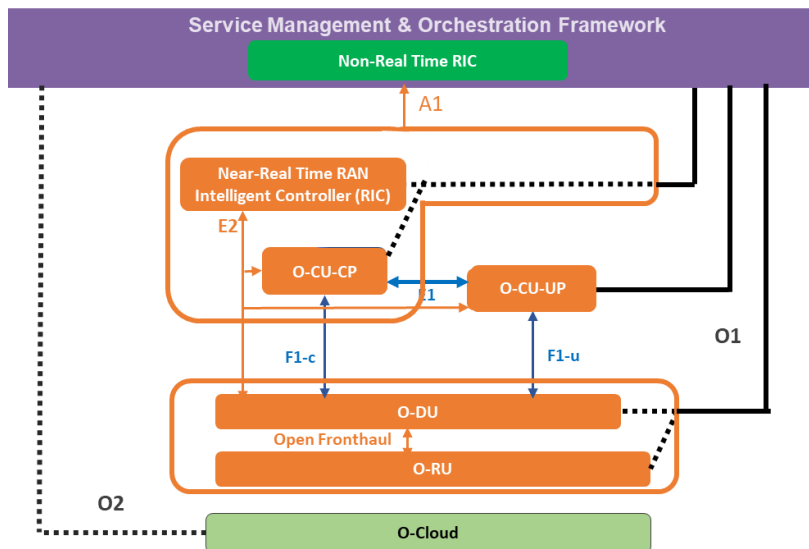 Service Management & Orchestration Framework
Non-Real Time RIC
A1
Near-Real Time RAN
Intelligent Controller (RIC)
E2
O-CU-CP
E1
O-CU-UP
O1
F1-c
F1-u
O-DU
Open Fronthaul
O-RU
O2
O-Cloud